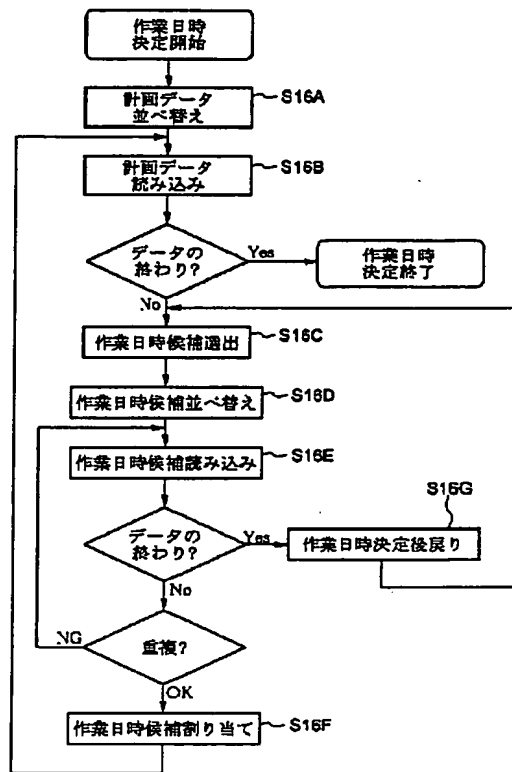 作業日時
決定開始
計画データ
並べ替え
S16A
計画データ
読み込み
S16B
データの
終わり?
Yes
作業日時
決定終了
No
作業日時候補選出
S16C
作業日時候補並べ替え
S16D
作業日時候補読み込み
S16E
データの
終わり?
Yes
S16G
作業日時決定後戻り
No
重複?
NG
OK
作業日時候補割り当て
S16F